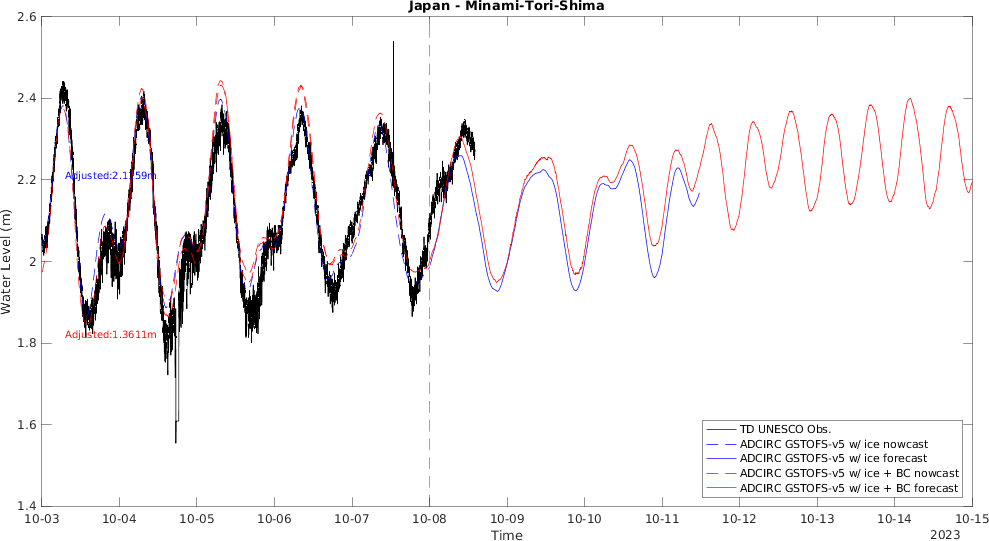 Japan - Minami-Tori-Shima
2.6
2.4
2.2
2
1.8
1.6
1.4
Water Level (m)
Adjusted:2.1759m
Adjusted:1.3611m
TD UNESCO Obs.
ADCIRC GSTOFS-v5 w/ ice nowcast
ADCIRC GSTOFS-v5 w/ ice forecast
ADCIRC GSTOFS-v5 w/ ice + BC nowcast
ADCIRC GSTOFS-v5 w/ ice + BC forecast
10-03 10-04 10-05 10-06 10-07 10-08 10-09 10-10 10-11 10-12 10-13 10-14 10-15
Time
2023